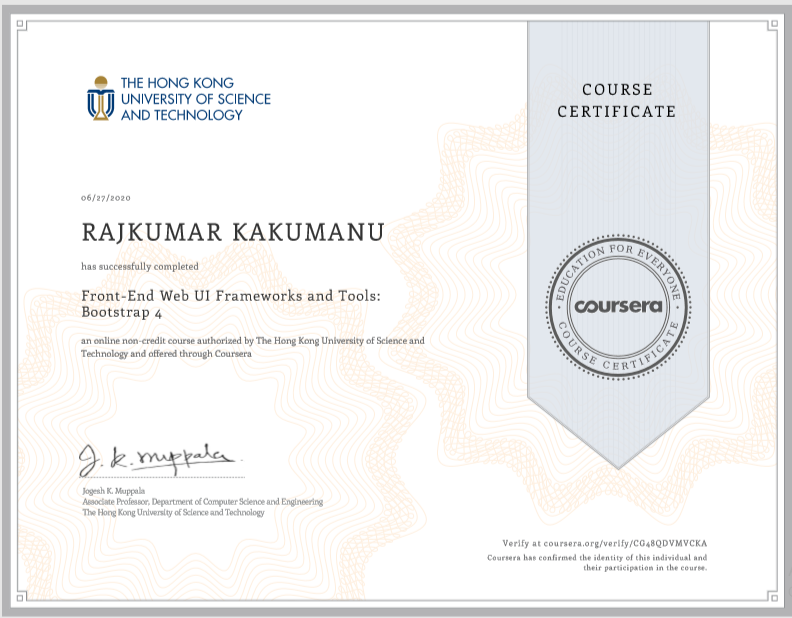 THE HONG KONG
UNIVERSITY OF SCIENCE
AND TECHNOLOGY
COURSE
CERTIFICATE
06/27/2020
RAJKUMAR KAKUMANU
has successfully completed
Front-End Web UI Frameworks and Tools:
Bootstrap 4
an online non-credit course authorized by The Hong Kong University of Science and
Technology and offered through Coursera
EDUCATION FOR EVERYONE
coursera
COURSE CERTIFICATE
J. K. Muppala
Jogesh K. Muppala
Associate Professor, Department of Computer Science and Engineering
The Hong Kong University of Science and Technology
Verify at coursera.org/verify/CG48QDVMVCKA
Coursera has confirmed the identity of this individual and
their participation in the course.